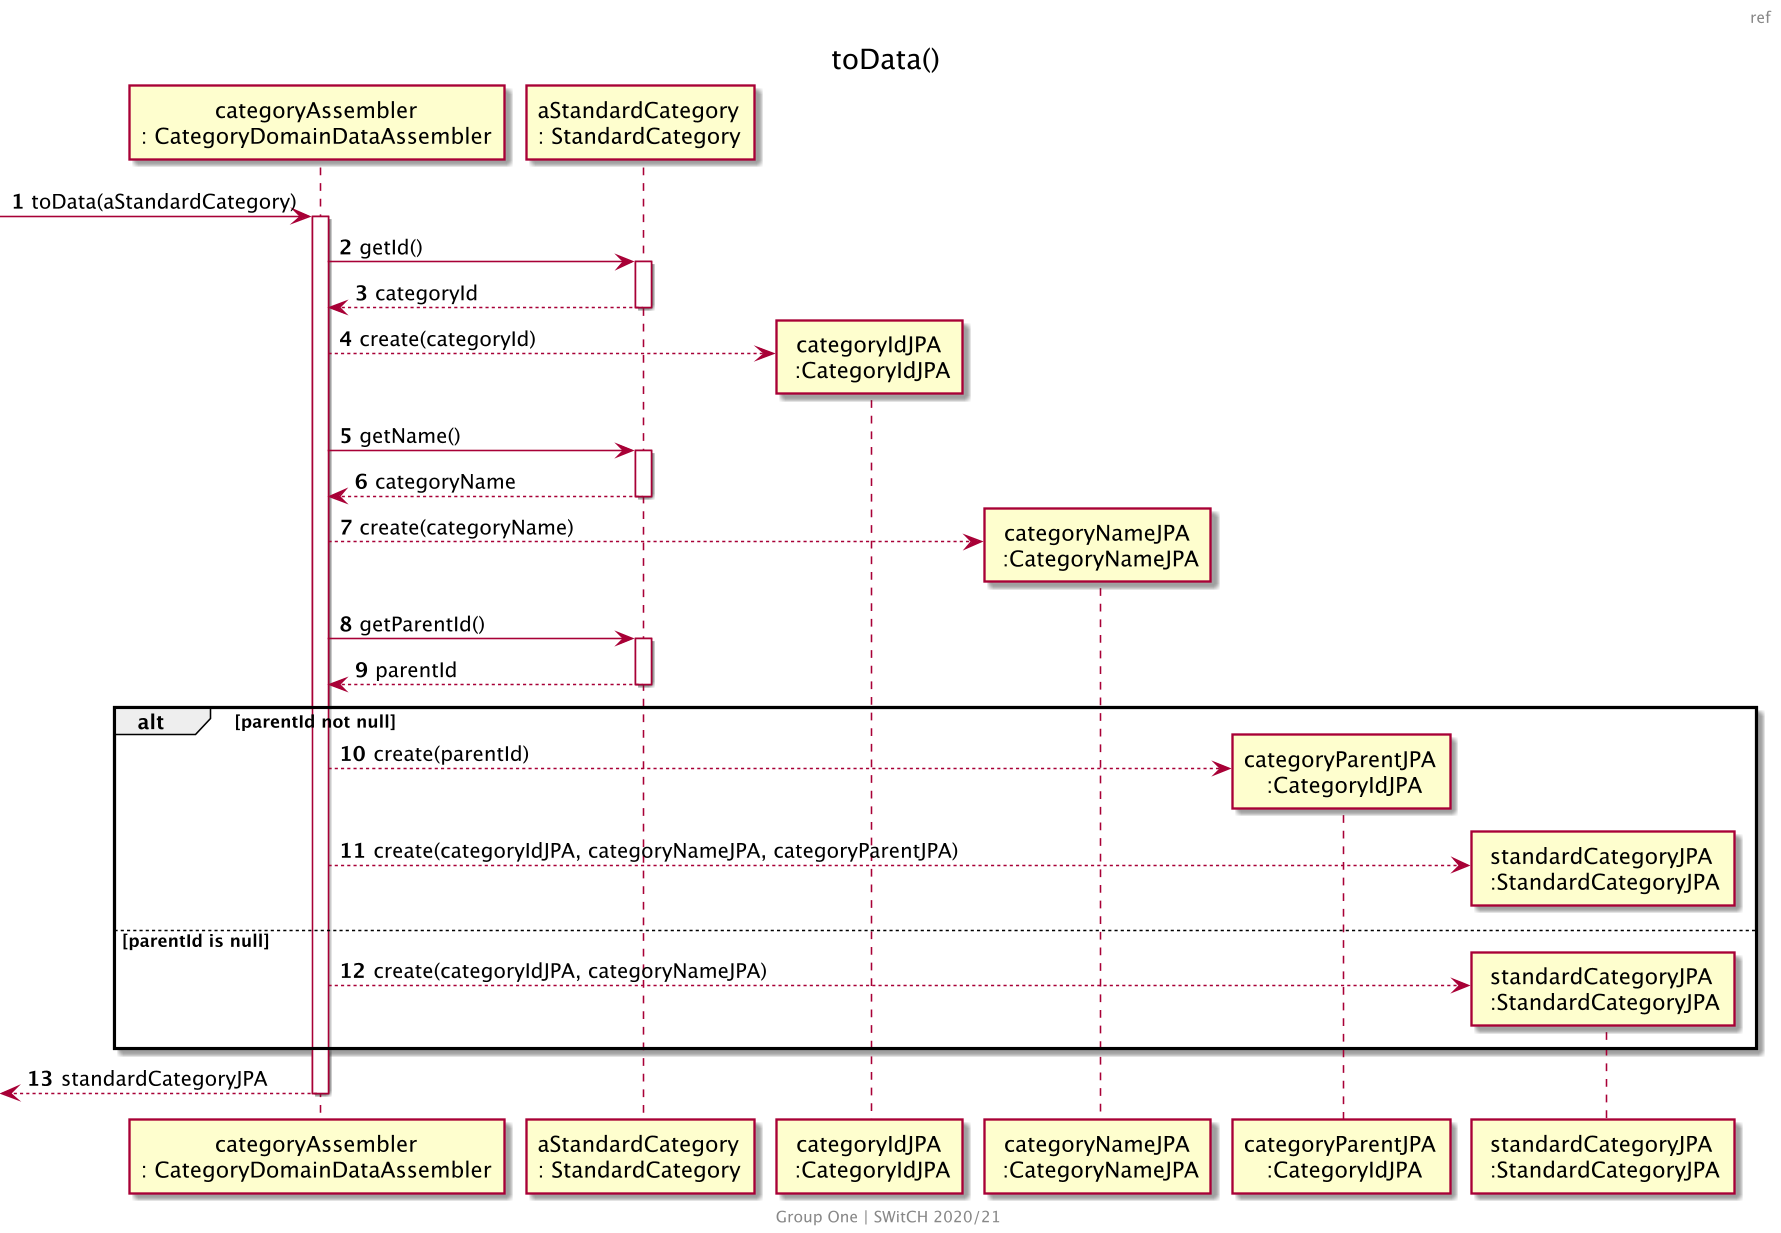 ref
toData()
categoryAssembler
: CategoryDomainDataAssembler
aStandardCategory
: StandardCategory
1 toData(aStandardCategory)
2 getId()
3 categoryId
4 create(categoryId)
categoryIdJPA
:CategoryIdJPA
5 getName()
6 categoryName
7 create(categoryName)
categoryNameJPA
:CategoryNameJPA
8 getParentId()
9 parentId
alt [parentId not null]
10 create(parentId)
categoryParentJPA
:CategoryIdJPA
11 create(categoryIdJPA, categoryNameJPA, categoryParentJPA)
standardCategoryJPA
:StandardCategoryJPA
[parentId is null]
12 create(categoryIdJPA, categoryNameJPA)
standardCategoryJPA
:StandardCategoryJPA
13 standardCategoryJPA
categoryAssembler
: CategoryDomainDataAssembler
aStandardCategory
: StandardCategory
categoryIdJPA
:CategoryIdJPA
categoryNameJPA
:CategoryNameJPA
categoryParentJPA
:CategoryIdJPA
standardCategoryJPA
:StandardCategoryJPA
Group One | SWitCH 2020/21